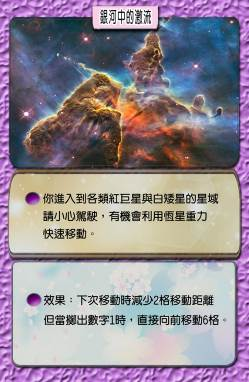 銀河中的激流
你進入到各類紅巨星與白矮星的星域
請小心駕駛，有機會利用恆星重力
快速移動。
效果：下次移動時減少2格移動距離
但當擲出數字1時，直接向前移動6格。